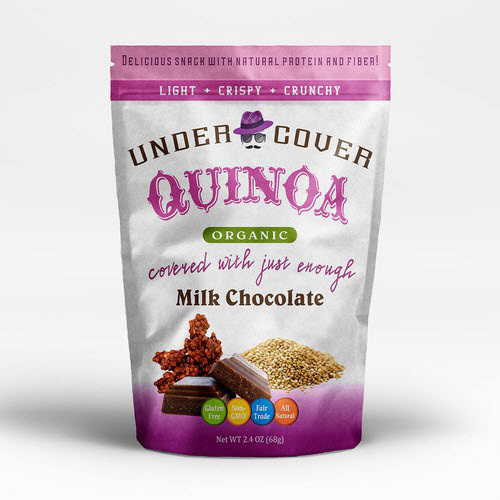 DELICIOUS SNACK WITH NATURAL PROTEIN AND FIBER!
LIGHT + CRISPY + CRUNCHY
UNDER COVER
QUINOA
ORGANIC
covered with just enough
Milk Chocolate
Gluten Free
Non-GMO
Fair Trade
All Natural
NET WT 2.4 OZ (68g)